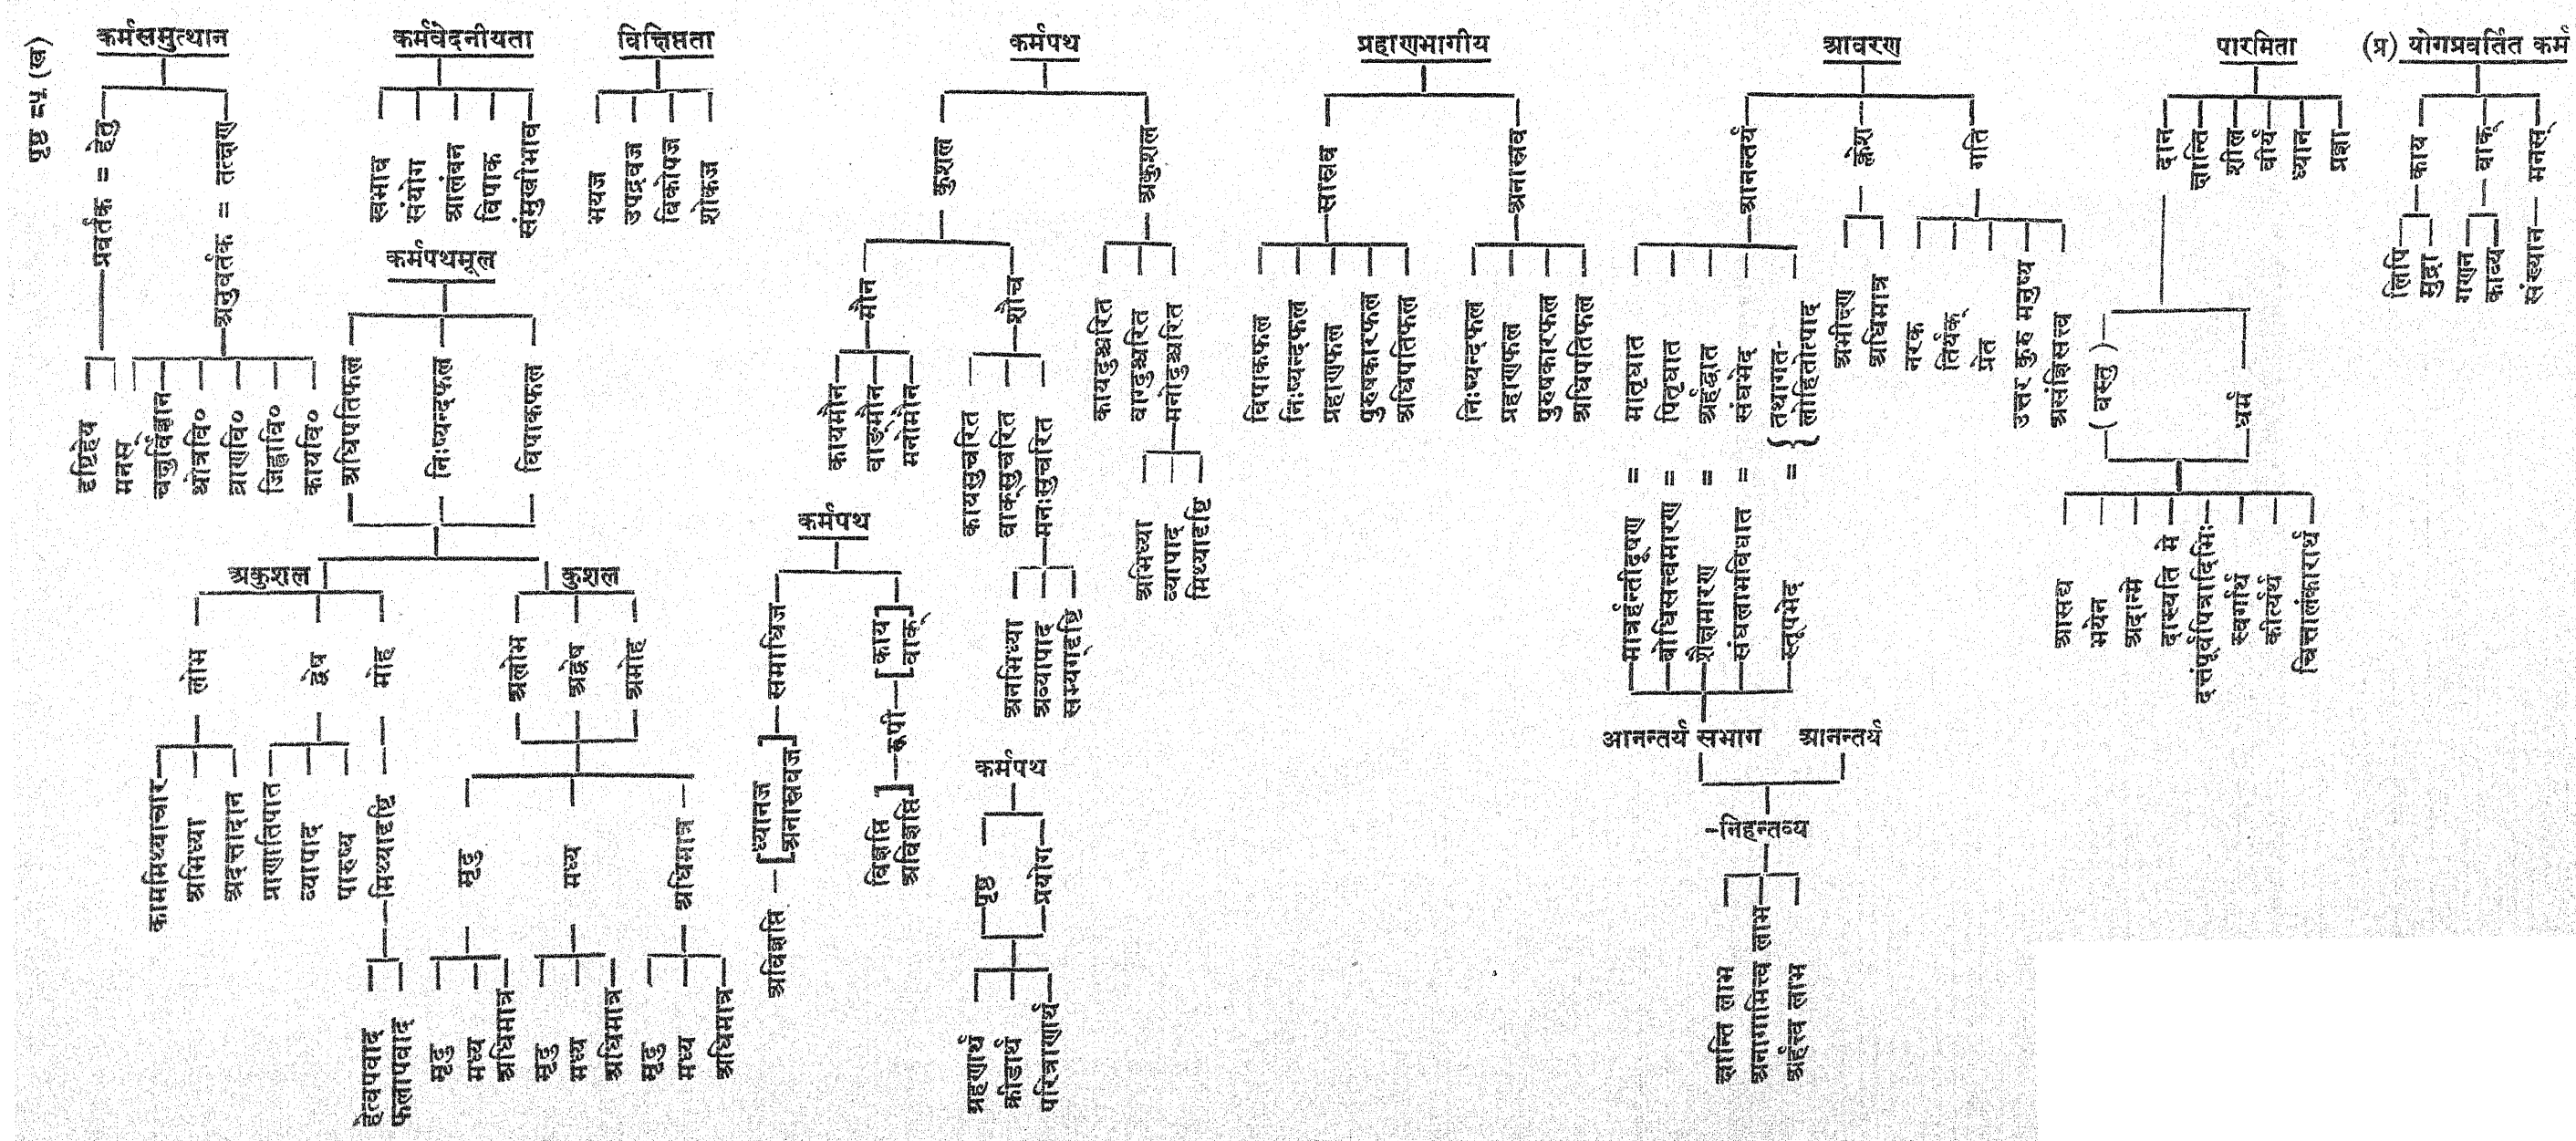 पृष्ठ ८५ (ख)
कर्मसमुत्थान
प्रवर्तक = हेतु
अनुवर्तक = तत्क्षण
दृष्टिहेय
मनस्
चक्षुर्विज्ञान
श्रोत्रवि०
घ्राणवि०
जिह्वावि०
कायवि०
कर्मवेदनीयता
स्वभाव
संयोग
आलंबन
विपाक
संमुखीभाव
विक्षिप्तता
भयज
उपद्रवज
विकोपज
शोकज
कर्मपथमूल
अधिपतिफल
निःष्यन्दफल
विपाकफल
अकुशल
कुशल
लोभ
द्वेष
मोह
अलोभ
अद्वेष
अमोह
काममिथ्याचार
अभिध्या
अदत्तादान
प्राणातिपात
व्यापाद
पारुष्य
मिथ्यादृष्टि
हेत्वपवाद
फलापवाद
मृदु
मध्य
अधिमात्र
मृदु
मध्य
अधिमात्र
मृदु
मध्य
अधिमात्र
मृदु
मध्य
अधिमात्र
कर्मपथ
कुशल
अकुशल
मौन
शौच
कायमौन
वाङ्मौन
मनोमौन
कायसुचरित
वाक्सुचरित
मनःसुचरित
अनभिध्या
अव्यापाद
सम्यग्दृष्टि
कायदुश्चरित
वाग्दुश्चरित
मनोदुश्चरित
अभिध्या
व्यापाद
मिथ्यादृष्टि
कर्मपथ
समाधिज
[ध्यानज
अनास्रवज]
अविज्ञप्ति
[काय]
[वाक्]
रूपी
विज्ञप्ति
अविज्ञप्ति]
कर्मपथ
पृष्ठ
प्रयोग
ग्रहणार्थ
क्रीडार्थ
परित्राणार्थ
प्रहाणभागीय
सास्रव
अनास्रव
विपाकफल
निःष्यन्दफल
प्रहाणफल
पुरुषकारफल
अधिपतिफल
निःष्यन्दफल
प्रहाणफल
पुरुषकारफल
अधिपतिफल
आवरण
आनन्तर्य
क्लेश
गति
मातृघात = मात्रर्हन्तीदूषण
पितृघात = बोधिसत्त्वमारण
अर्हद्घात = शैक्षमारण
संघभेद = संघलाभविघात
{तथागत-
लोहितोत्पाद = स्तूपभेद
अभीक्ष्ण
अधिमात्र
नरक
तिर्यक्
प्रेत
उत्तर कुरु मनुष्य
असंज्ञिसत्त्व
आनन्तर्य सभाग
आनन्तर्य
-निहन्तव्य
क्षान्ति लाभ
अनागामित्व लाभ
अर्हत्त्व लाभ
पारमिता
दान
क्षान्ति
शील
वीर्य
ध्यान
प्रज्ञा
(वस्तु)
धर्म
आसद्य
भयेन
अदान्मे
दास्यति मे
दत्तंपूर्वंपित्रादिभिः
स्वर्गार्थ
कीर्त्यर्थ
चित्तालंकारार्थ
(प्र) योगप्रवर्तित कर्म
काय
वाक्
मनस्
लिपि
मुद्रा
गणन
काव्य
संख्यान